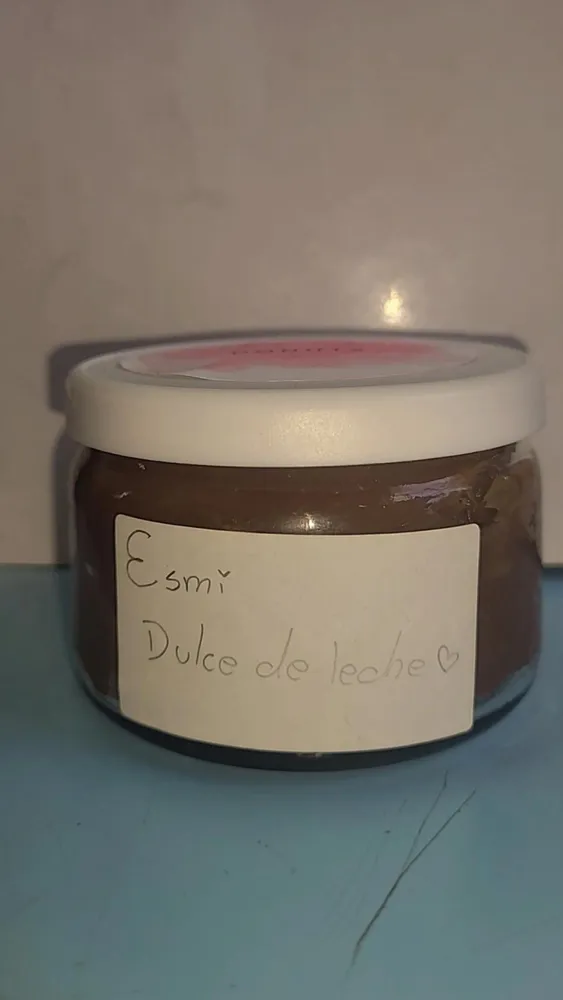 Esmi
Dulce de leche ♡